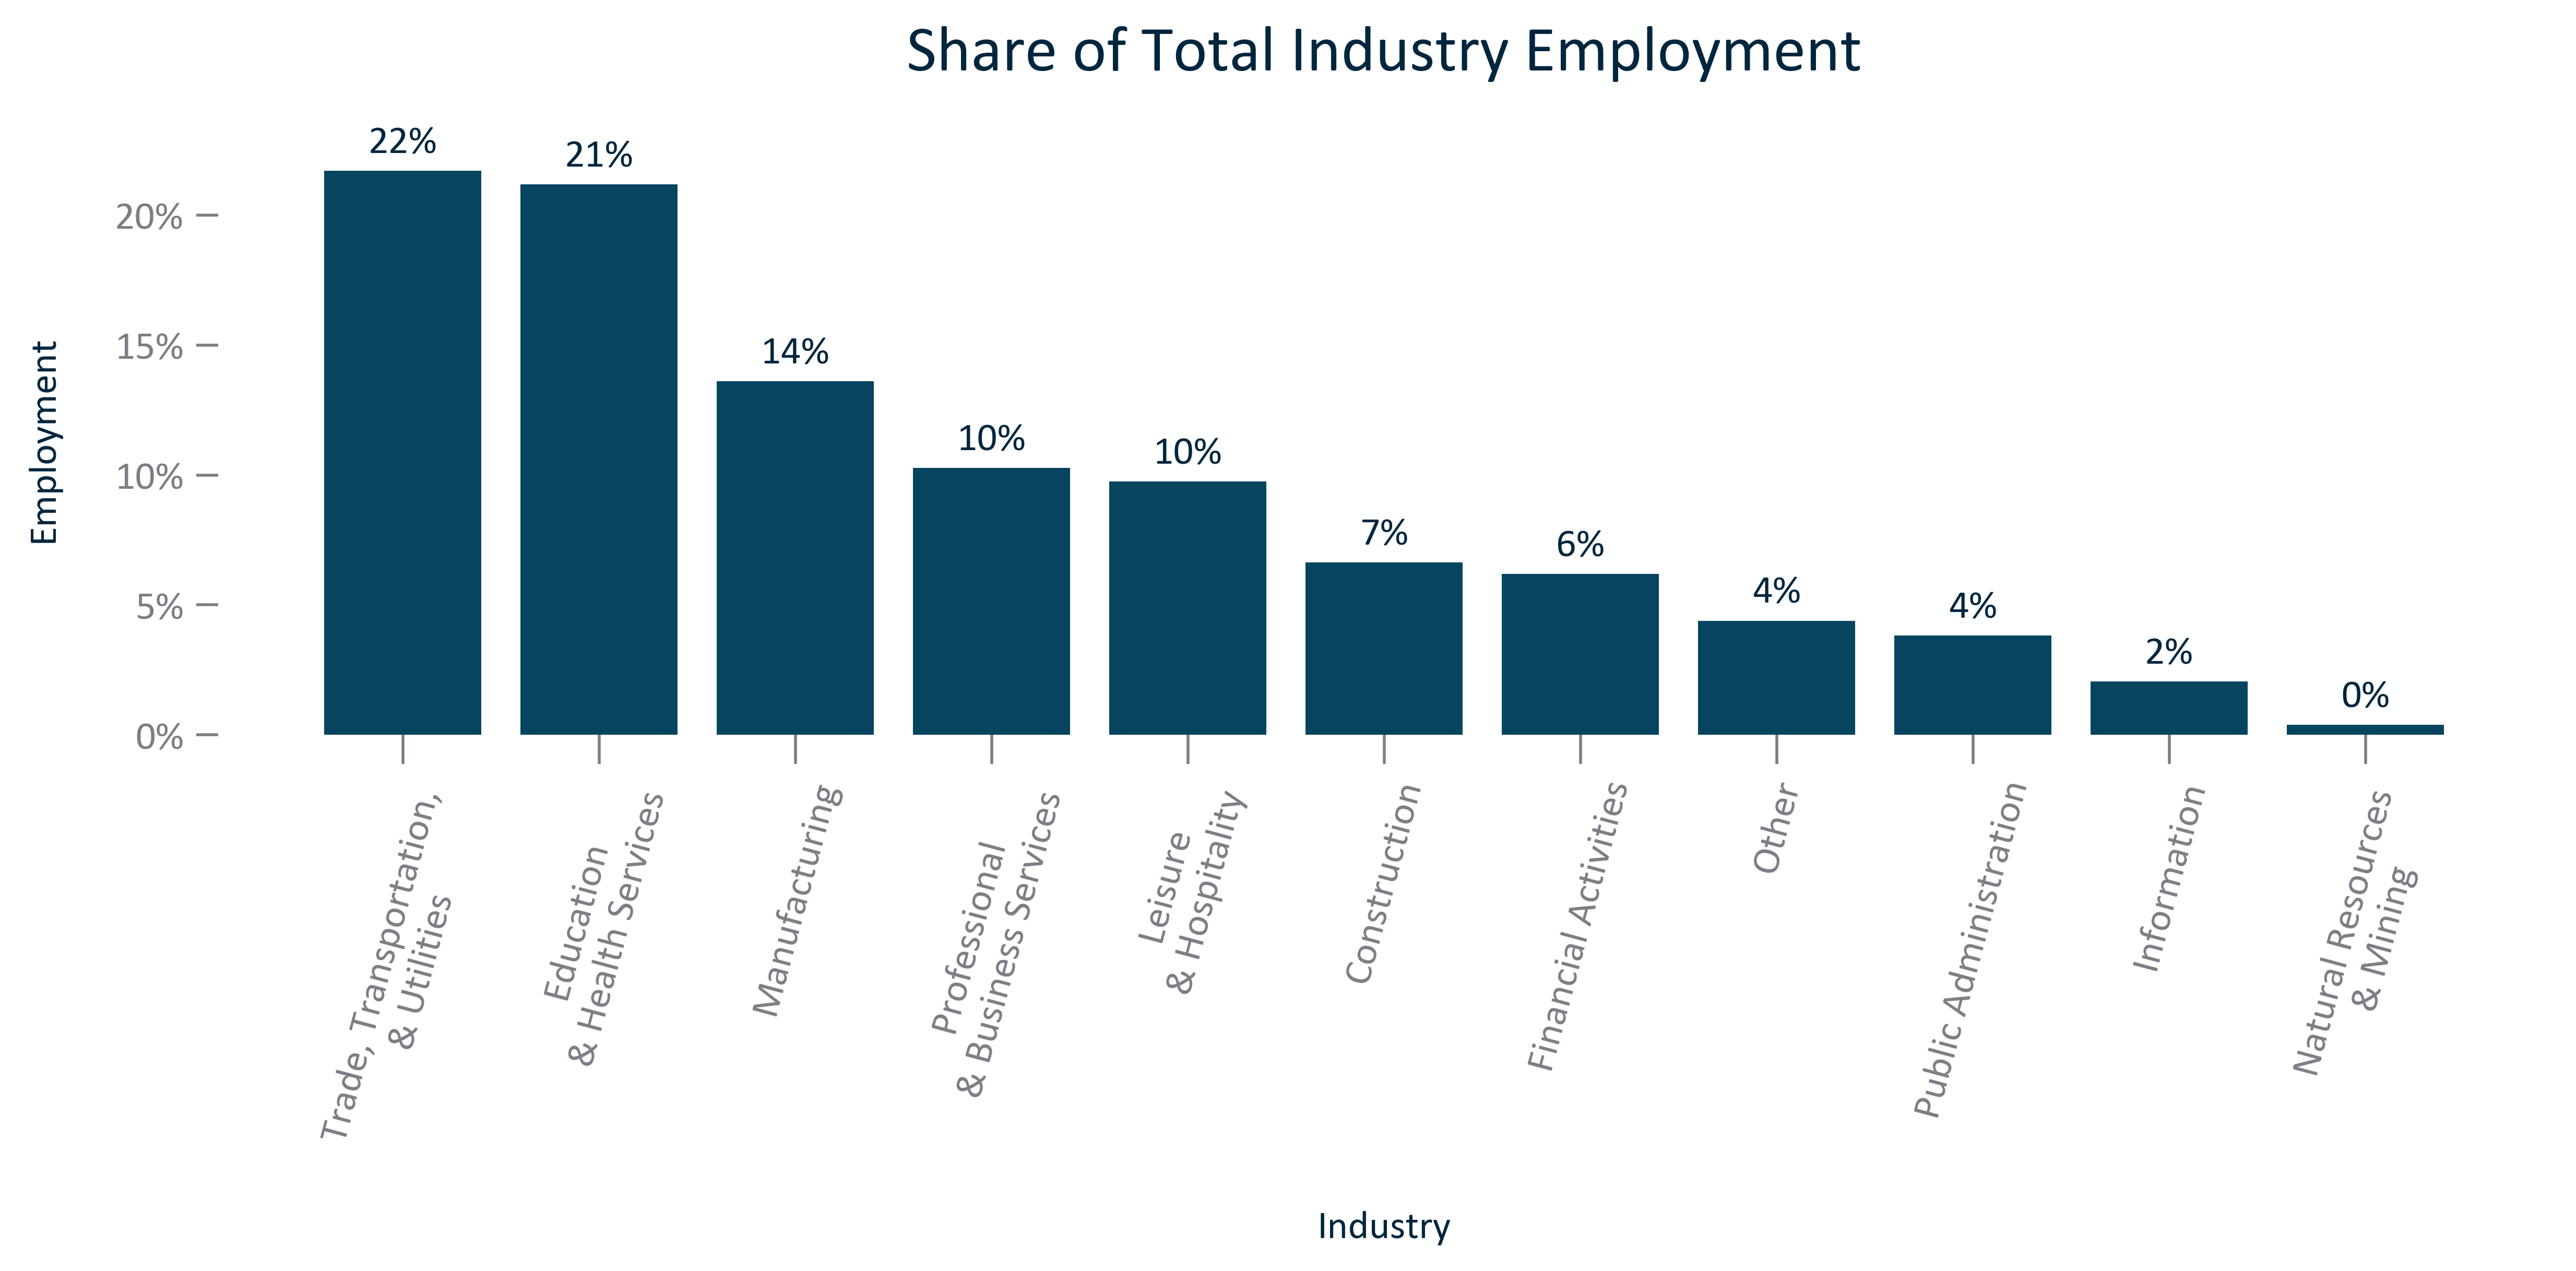 Share of Total Industry Employment
22%
21%
14%
10%
10%
7%
6%
4%
4%
2%
0%
20%
15%
10%
5%
0%
Employment
Trade, Transportation,
& Utilities
Education
& Health Services
Manufacturing
Professional
& Business Services
Leisure
& Hospitality
Construction
Financial Activities
Other
Public Administration
Information
Natural Resources
& Mining
Industry